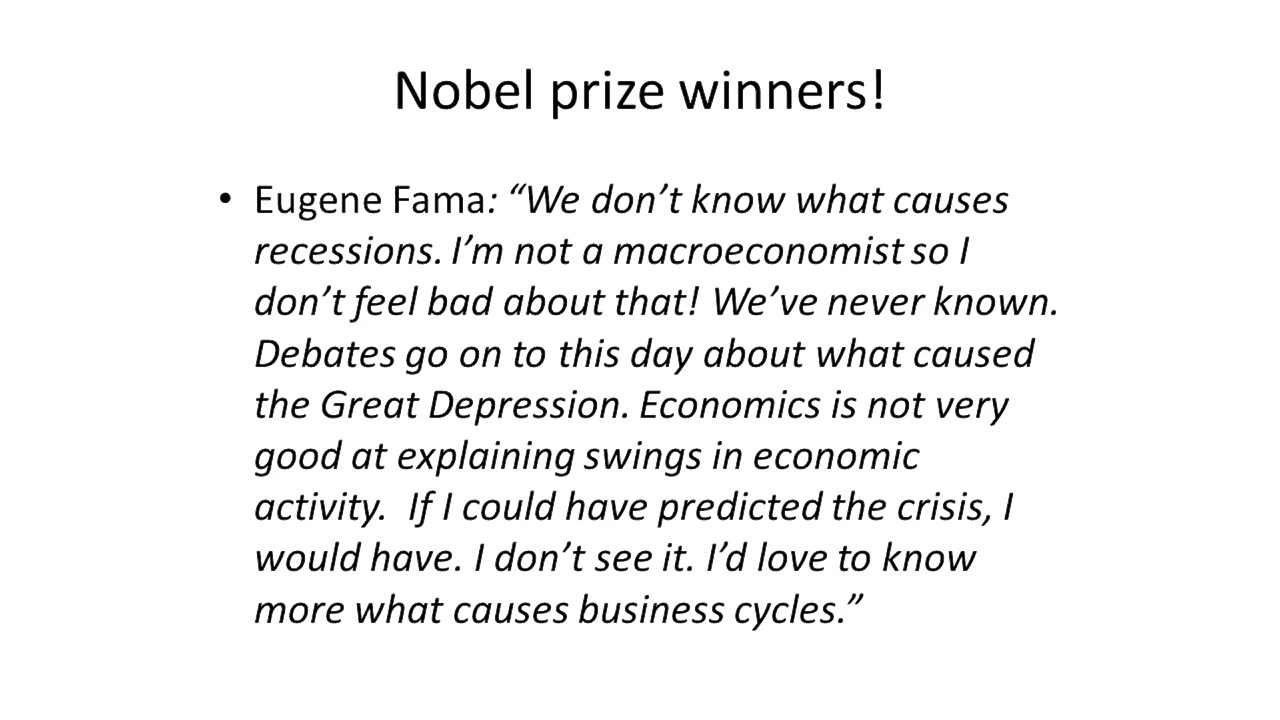 Nobel prize winners!
• Eugene Fama: “We don’t know what causes
recessions. I’m not a macroeconomist so I
don’t feel bad about that! We’ve never known.
Debates go on to this day about what caused
the Great Depression. Economics is not very
good at explaining swings in economic
activity.  If I could have predicted the crisis, I
would have. I don’t see it. I’d love to know
more what causes business cycles.”